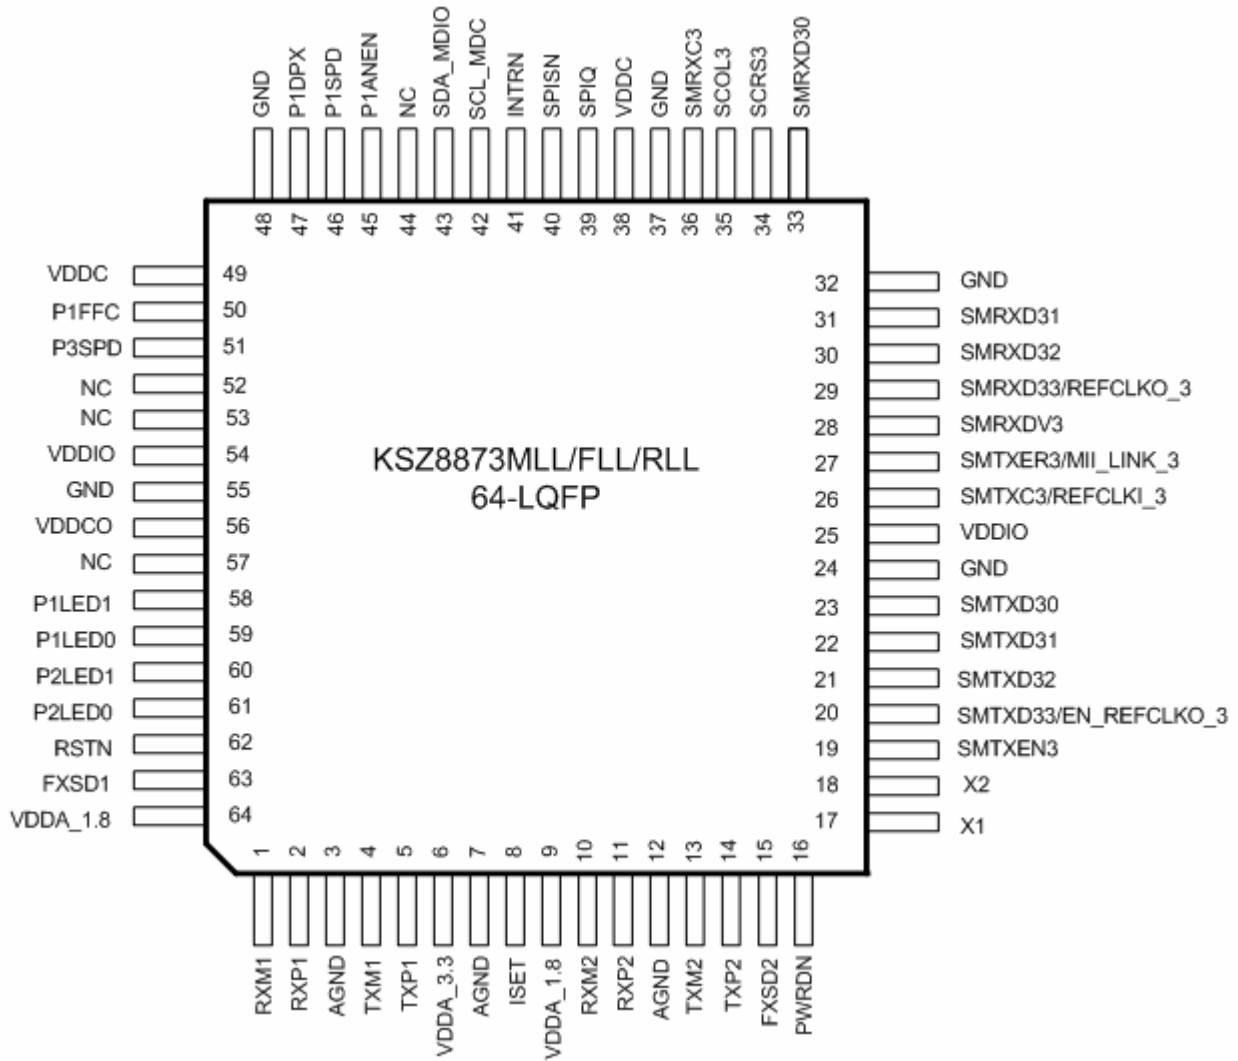 GND
P1DPX
P1SPD
P1ANEN
NC
SDA_MDIO
SCL_MDC
INTRN
SPISN
SPIQ
VDDC
GND
SMRXC3
SCOL3
SCRS3
SMRXD30
48
47
46
45
44
43
42
41
40
39
38
37
36
35
34
33
VDDC 49
P1FFC 50
P3SPD 51
NC 52
NC 53
VDDIO 54
GND 55
VDDCO 56
NC 57
P1LED1 58
P1LED0 59
P2LED1 60
P2LED0 61
RSTN 62
FXSD1 63
VDDA_1.8 64
KSZ8873MLL/FLL/RLL
64-LQFP
32 GND
31 SMRXD31
30 SMRXD32
29 SMRXD33/REFCLKO_3
28 SMRXDV3
27 SMTXER3/MII_LINK_3
26 SMTXC3/REFCLKI_3
25 VDDIO
24 GND
23 SMTXD30
22 SMTXD31
21 SMTXD32
20 SMTXD33/EN_REFCLKO_3
19 SMTXEN3
18 X2
17 X1
1
2
3
4
5
6
7
8
9
10
11
12
13
14
15
16
RXM1
RXP1
AGND
TXM1
TXP1
VDDA_3.3
AGND
ISET
VDDA_1.8
RXM2
RXP2
AGND
TXM2
TXP2
FXSD2
PWRDN